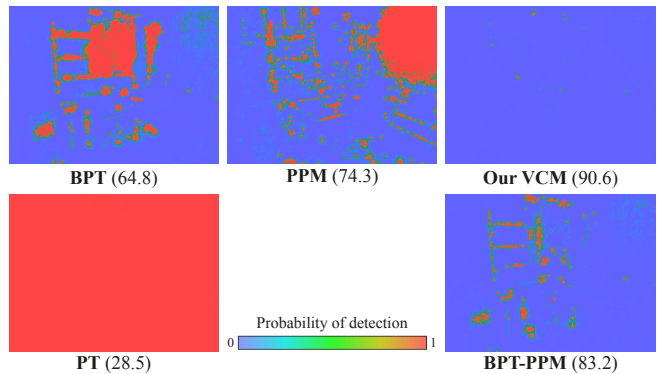 BPT (64.8)
PPM (74.3)
Our VCM (90.6)
Probability of detection
0
1
PT (28.5)
BPT-PPM (83.2)